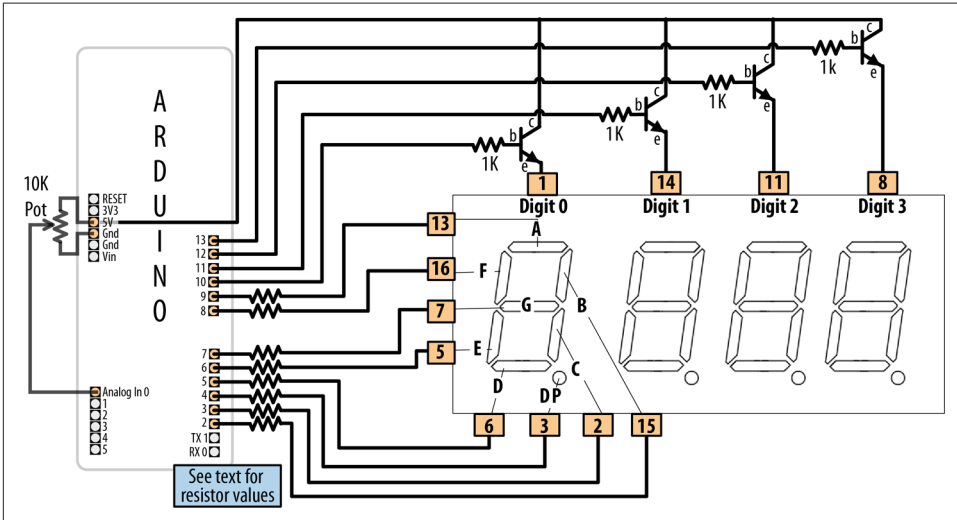 ARDUINO
10K
Pot
RESET
3V3
5V
Gnd
Gnd
Vin
Analog In 0
1
2
3
4
5
13
12
11
10
9
8
7
6
5
4
3
2
TX 1
RX 0
See text for
resistor values
1K
b
c
e
1K
b
c
e
1K
b
c
e
1k
b
c
e
1
14
11
8
Digit 0
Digit 1
Digit 2
Digit 3
13
A
16
F
7
G
B
5
E
C
D
DP
6
3
2
15